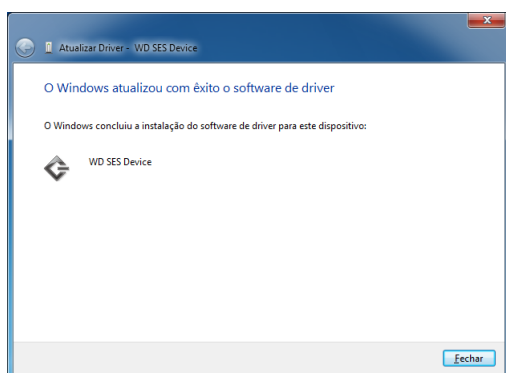 Atualizar Driver - WD SES Device
O Windows atualizou com êxito o software de driver
O Windows concluiu a instalação do software de driver para este dispositivo:
WD SES Device
Fechar